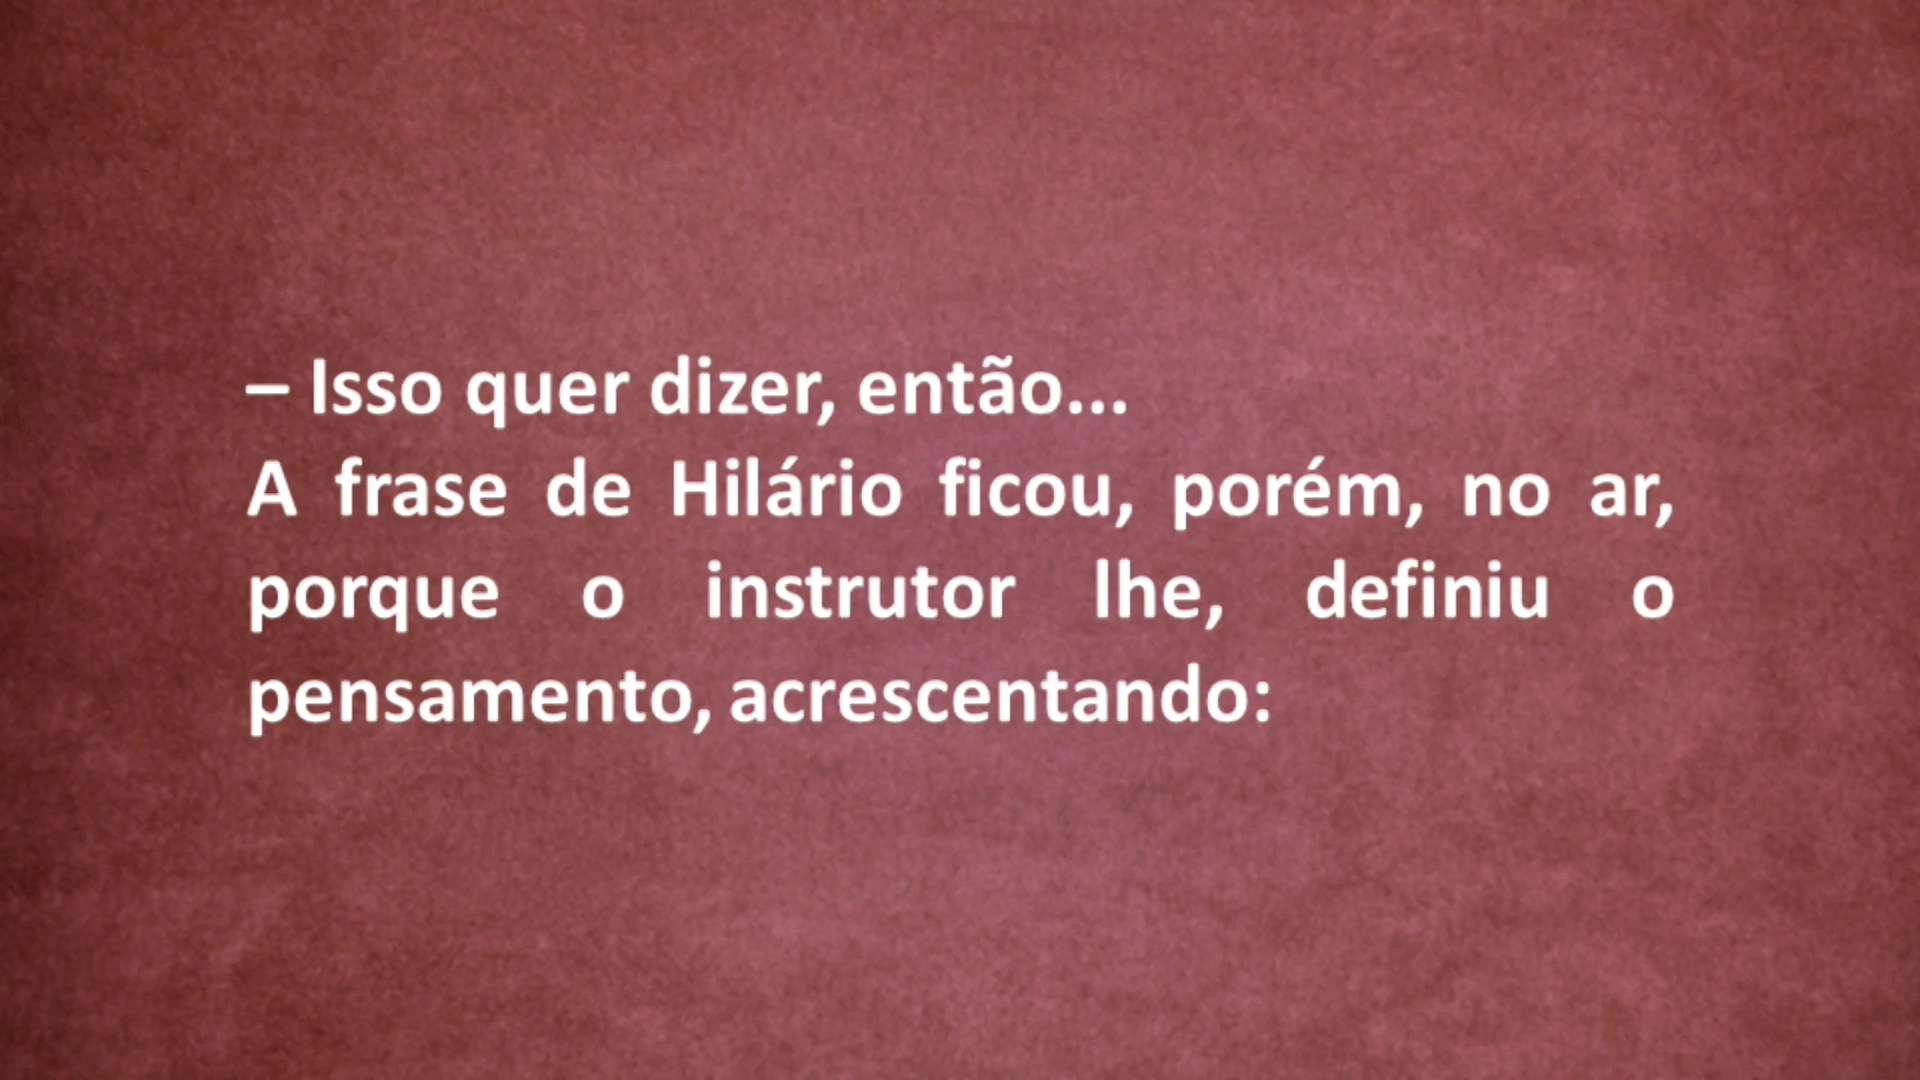 – Isso quer dizer, então...
A frase de Hilário ficou, porém, no ar,
porque o instrutor lhe, definiu o
pensamento, acrescentando: